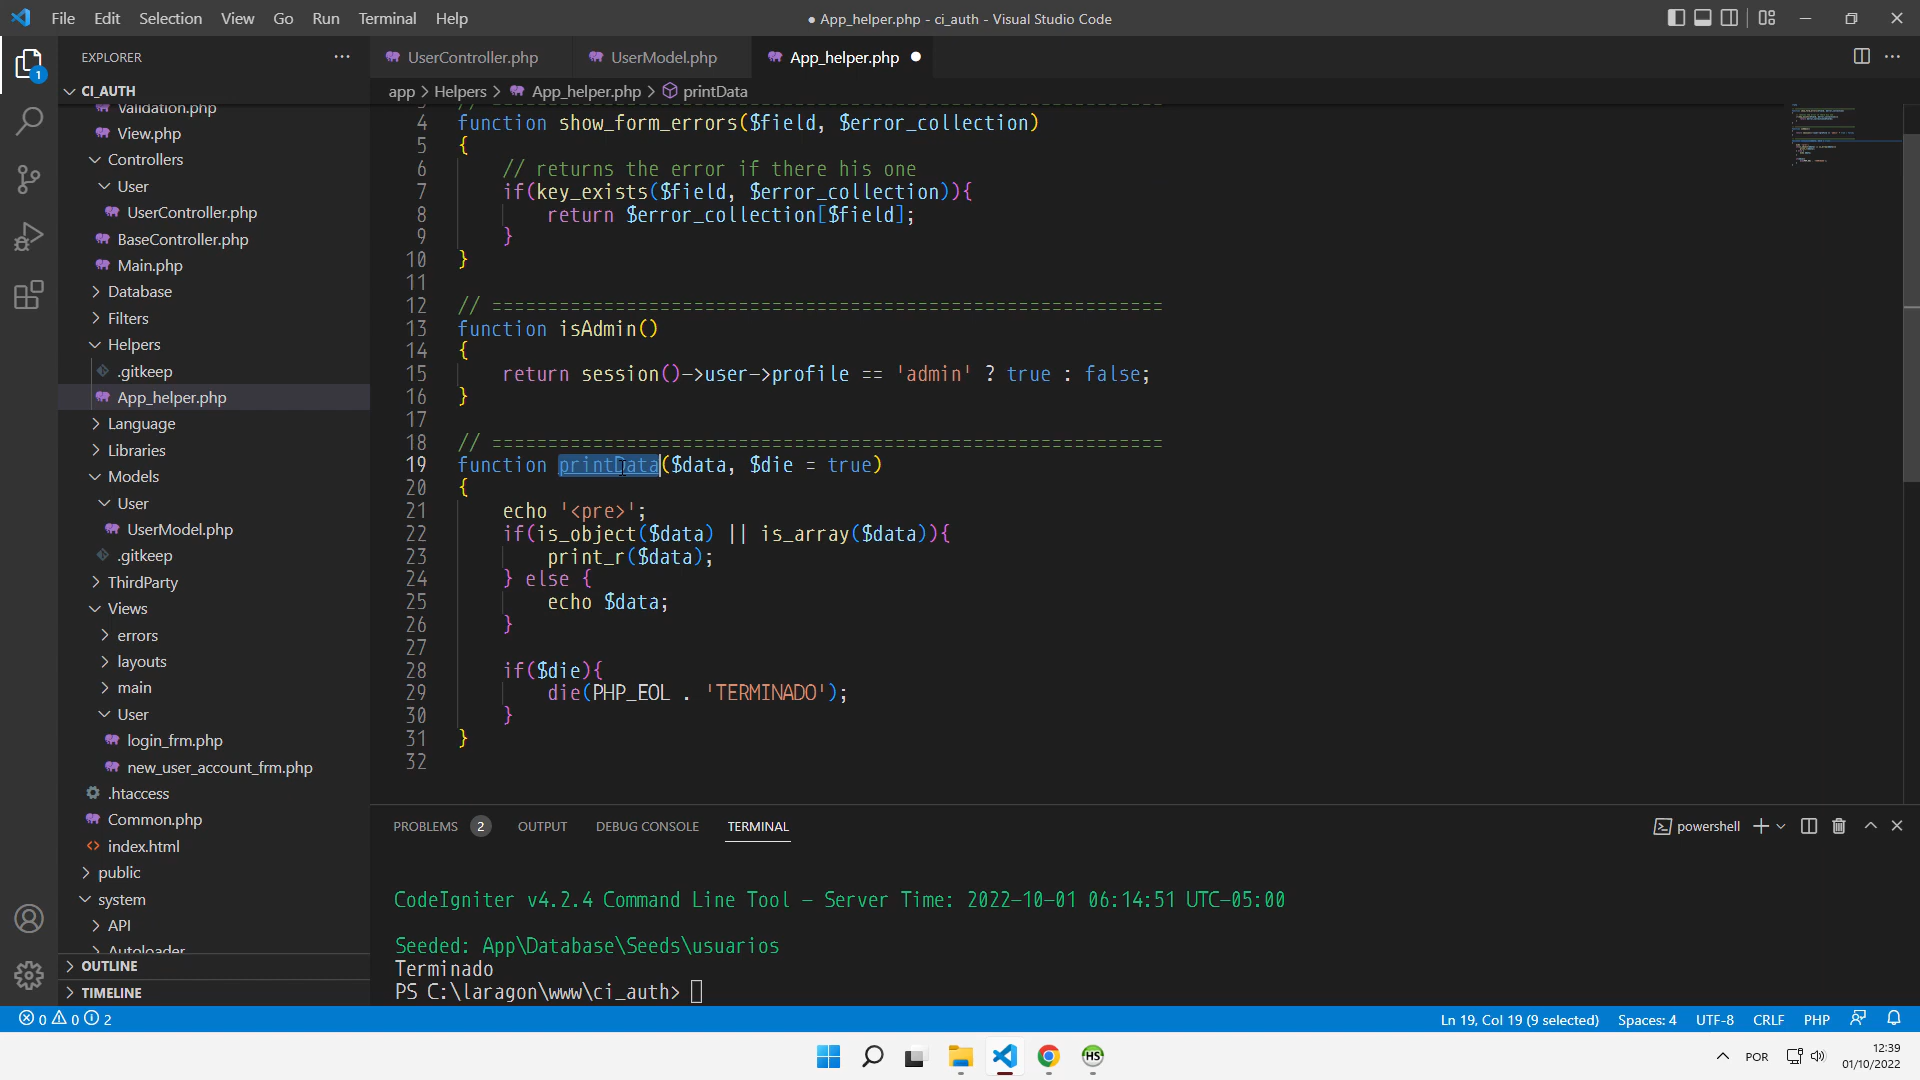 File Edit Selection View Go Run Terminal Help
● App_helper.php - ci_auth - Visual Studio Code
EXPLORER
UserController.php
UserModel.php
App_helper.php
app > Helpers > App_helper.php > printData
CI_AUTH
Validation.php
View.php
Controllers
User
UserController.php
BaseController.php
Main.php
Database
Filters
Helpers
.gitkeep
App_helper.php
Language
Libraries
Models
User
UserModel.php
.gitkeep
ThirdParty
Views
errors
layouts
main
User
login_frm.php
new_user_account_frm.php
.htaccess
Common.php
index.html
public
system
API
Autoloader
OUTLINE
TIMELINE
3 // ============================================================
4 function show_form_errors($field, $error_collection)
5 {
6 // returns the error if there his one
7 if(key_exists($field, $error_collection)){
8 return $error_collection[$field];
9 }
10 }
11
12 // ============================================================
13 function isAdmin()
14 {
15 return session()->user->profile == 'admin' ? true : false;
16 }
17
18 // ============================================================
19 function printData($data, $die = true)
20 {
21 echo '<pre>';
22 if(is_object($data) || is_array($data)){
23 print_r($data);
24 } else {
25 echo $data;
26 }
27
28 if($die){
29 die(PHP_EOL . 'TERMINADO');
30 }
31 }
32
PROBLEMS 2 OUTPUT DEBUG CONSOLE TERMINAL
powershell
CodeIgniter v4.2.4 Command Line Tool - Server Time: 2022-10-01 06:14:51 UTC-05:00
Seeded: App\Database\Seeds\usuarios
Terminado
PS C:\laragon\www\ci_auth>
0 0 2
Ln 19, Col 19 (9 selected) Spaces: 4 UTF-8 CRLF PHP
HS
POR
12:39
01/10/2022
1